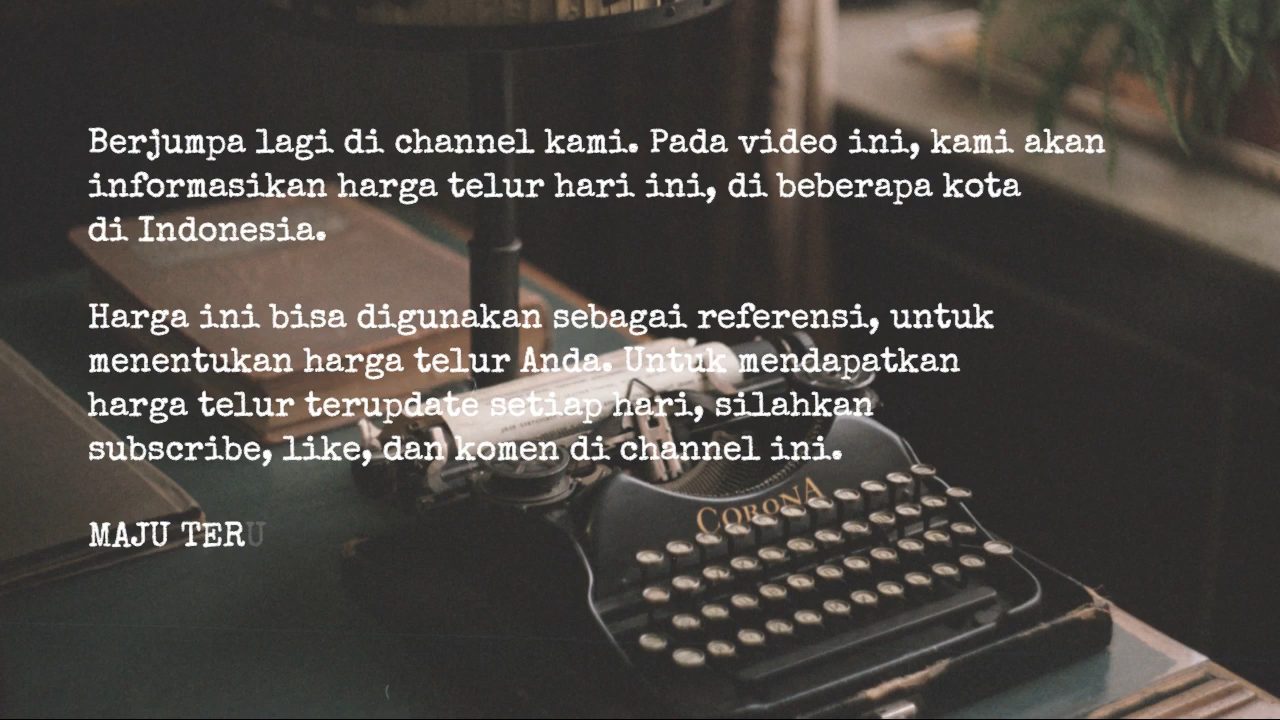 Berjumpa lagi di channel kami. Pada video ini, kami akan
informasikan harga telur hari ini, di beberapa kota
di Indonesia.
Harga ini bisa digunakan sebagai referensi, untuk
menentukan harga telur Anda. Untuk mendapatkan
harga telur terupdate setiap hari, silahkan
subscribe, like, dan komen di channel ini.
MAJU TERU
CORONA